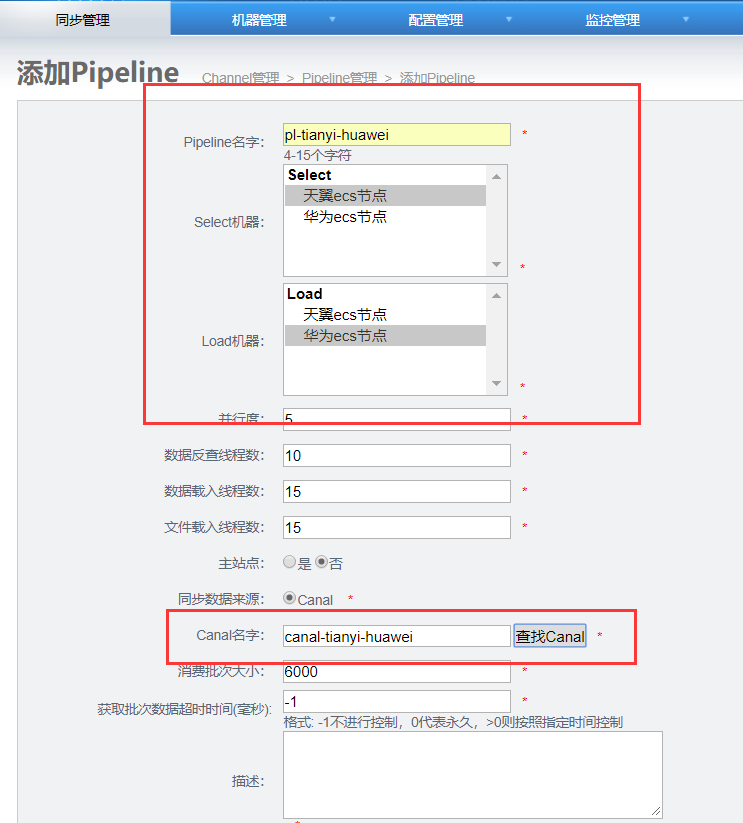 同步管理 机器管理 配置管理 监控管理
添加Pipeline Channel管理 > Pipeline管理 > 添加Pipeline
Pipeline名字: pl-tianyi-huawei *
4-15个字符
Select机器: Select
天翼ecs节点
华为ecs节点
*
Load机器: Load
天翼ecs节点
华为ecs节点
*
并行度: 5 *
数据反查线程数: 10 *
数据载入线程数: 15 *
文件载入线程数: 15 *
主站点: 是 否
同步数据来源: Canal *
Canal名字: canal-tianyi-huawei 查找Canal *
消费批次大小: 6000 *
获取批次数据超时时间(毫秒): -1 *
格式: -1不进行控制，0代表永久，>0则按照指定时间控制
描述:
*